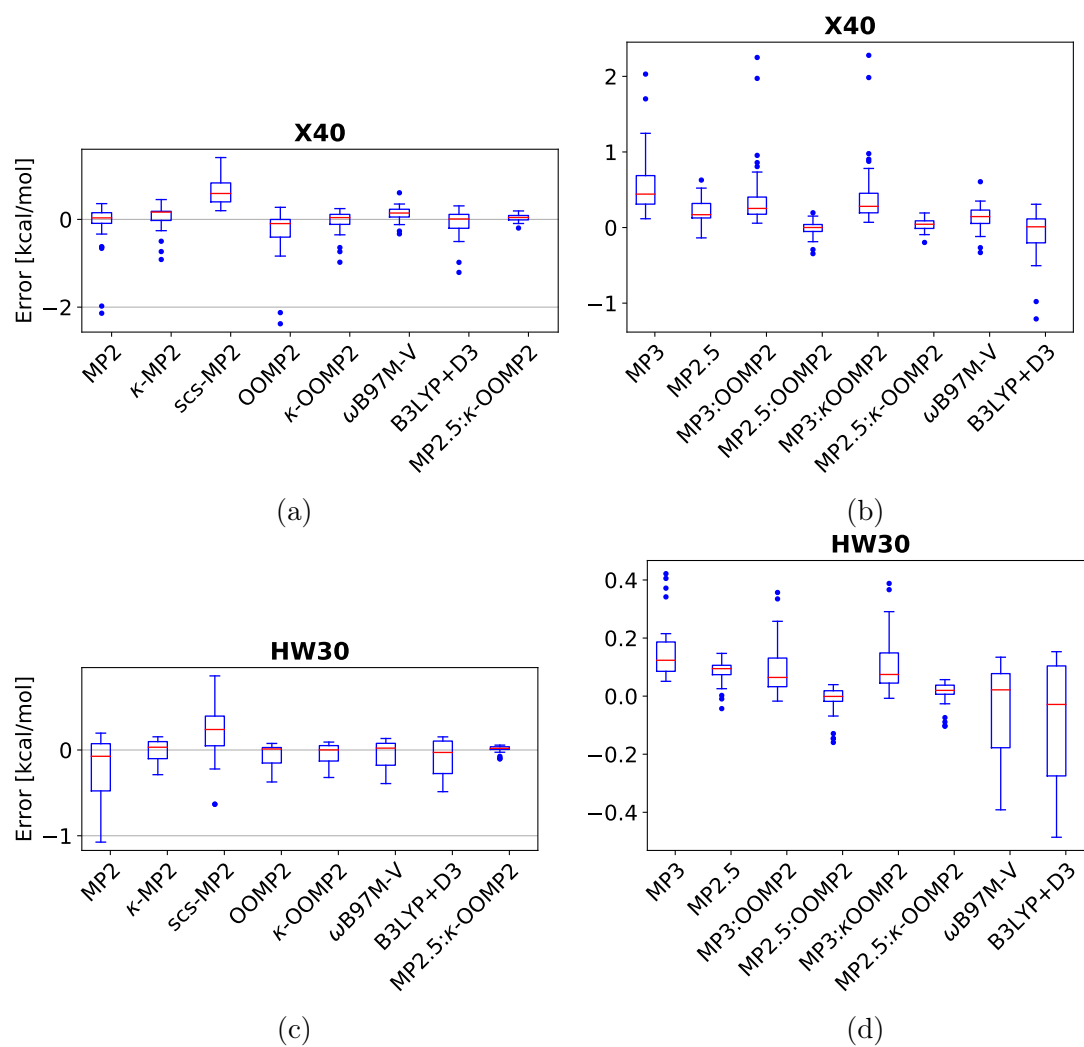 X40
Error [kcal/mol]
0
−2
MP2
κ-MP2
scs-MP2
OOMP2
κ-OOMP2
ωB97M-V
B3LYP+D3
MP2.5:κ-OOMP2
(a)
X40
2
1
0
−1
MP3
MP2.5
MP3:OOMP2
MP2.5:OOMP2
MP3:κOOMP2
MP2.5:κ-OOMP2
ωB97M-V
B3LYP+D3
(b)
HW30
Error [kcal/mol]
0
−1
MP2
κ-MP2
scs-MP2
OOMP2
κ-OOMP2
ωB97M-V
B3LYP+D3
MP2.5:κ-OOMP2
(c)
HW30
0.4
0.2
0.0
−0.2
−0.4
MP3
MP2.5
MP3:OOMP2
MP2.5:OOMP2
MP3:κOOMP2
MP2.5:κ-OOMP2
ωB97M-V
B3LYP+D3
(d)